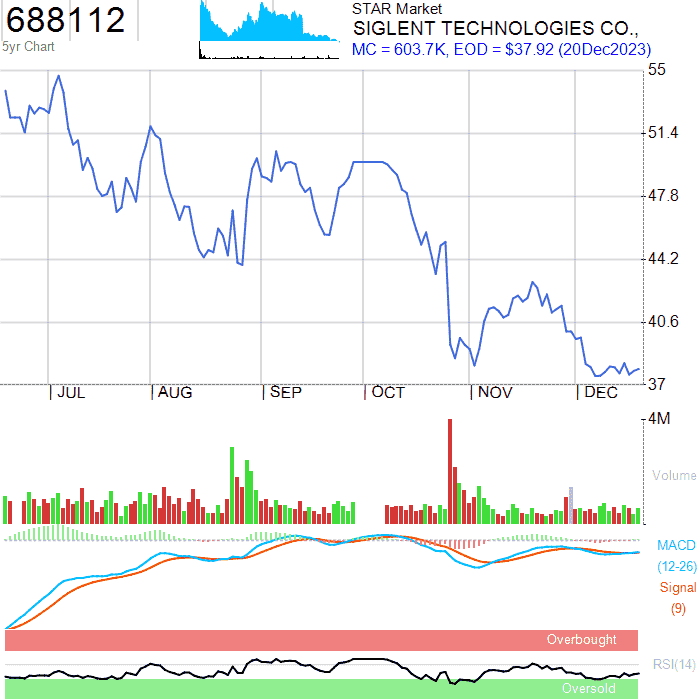 688112
5yr Chart
STAR Market
SIGLENT TECHNOLOGIES CO.,
MC = 603.7K, EOD = $37.92 (20Dec2023)
55
51.4
47.8
44.2
40.6
37
JUL AUG SEP OCT NOV DEC
4M
Volume
MACD
(12-26)
Signal
(9)
Overbought
RSI(14)
Oversold